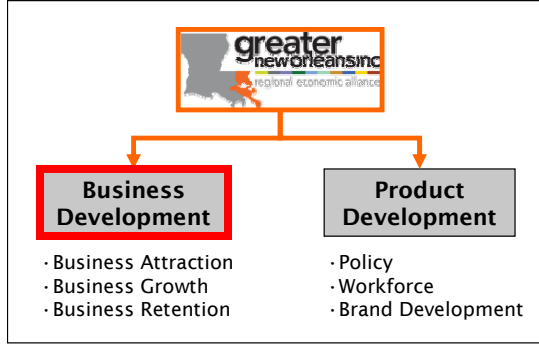 greater
neworleansinc
regional economic alliance
Business
Development
· Business Attraction
· Business Growth
· Business Retention
Product
Development
· Policy
· Workforce
· Brand Development